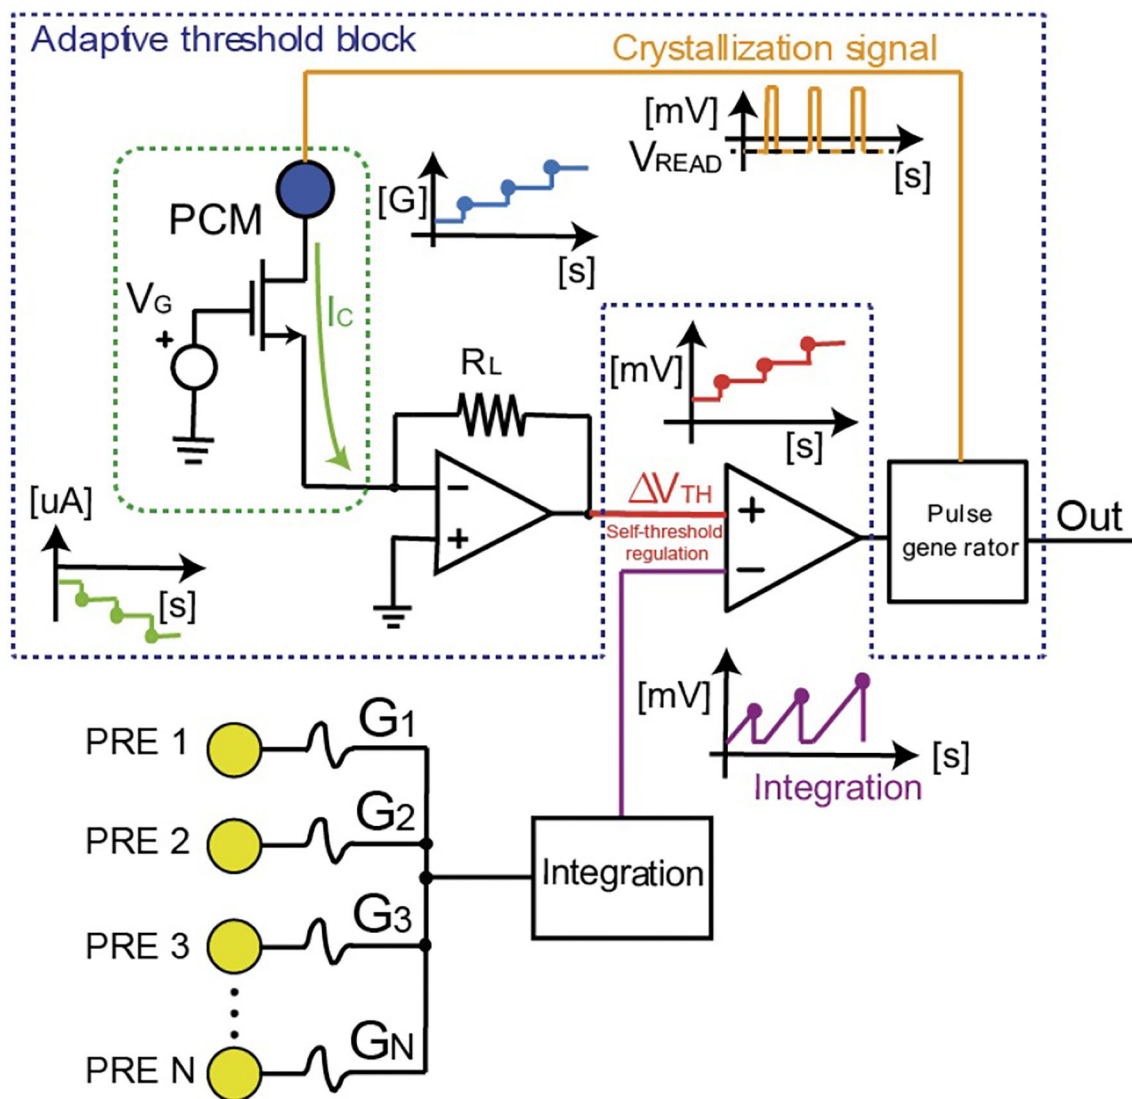 Adaptive threshold block
Crystallization signal
[mV]
VREAD
[s]
PCM
[G]
[s]
VG
+
IC
RL
[mV]
[s]
[uA]
[s]
−
+
ΔVTH
Self-threshold
regulation
+
−
Pulse
gene rator
Out
[mV]
[s]
Integration
PRE 1
G1
PRE 2
G2
Integration
PRE 3
G3
PRE N
GN